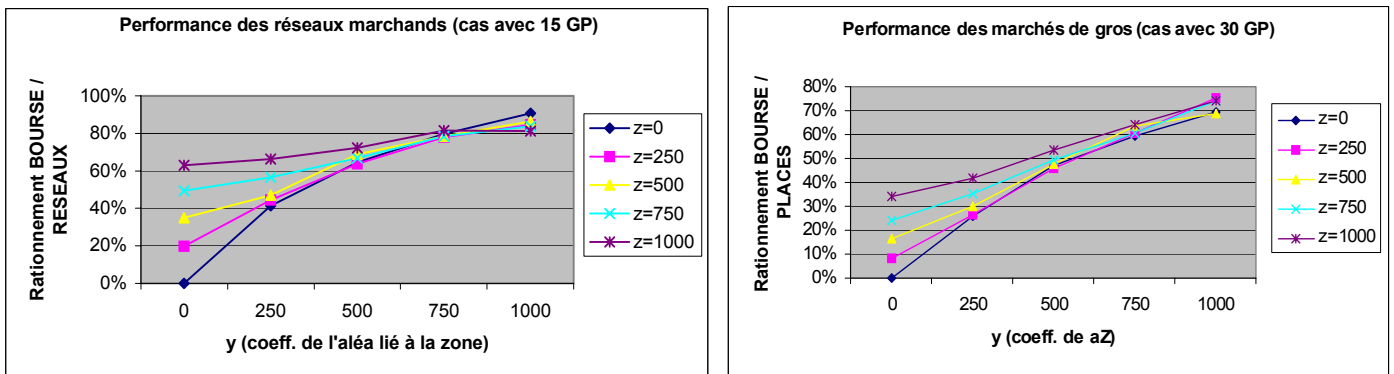 Performance des réseaux marchands (cas avec 15 GP)
Rationnement BOURSE /
RESEAUX
100%
80%
60%
40%
20%
0%
0 250 500 750 1000
y (coeff. de l'aléa lié à la zone)
z=0
z=250
z=500
z=750
z=1000
Performance des marchés de gros (cas avec 30 GP)
Rationnement BOURSE /
PLACES
80%
70%
60%
50%
40%
30%
20%
10%
0%
0 250 500 750 1000
y (coeff. de aZ)
z=0
z=250
z=500
z=750
z=1000